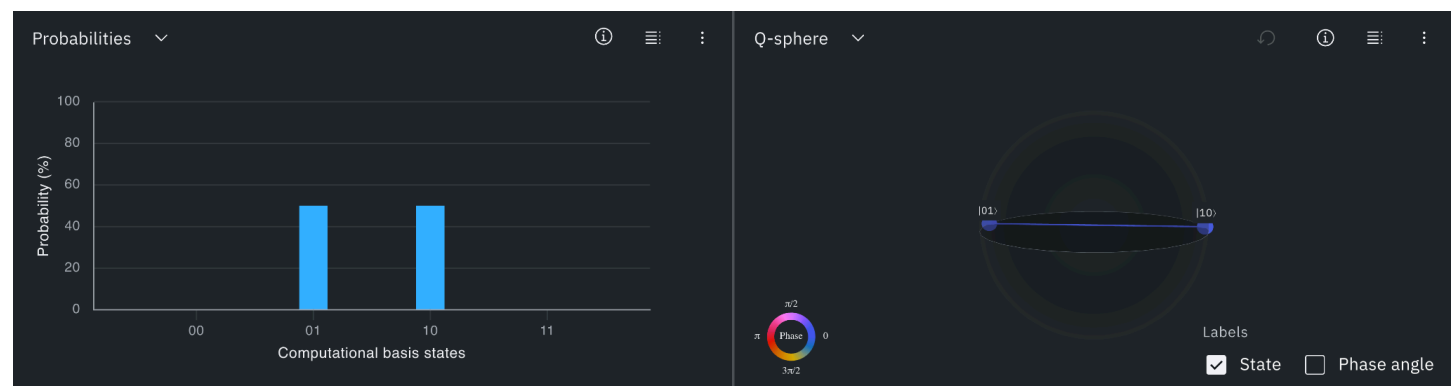 Probabilities
Probability (%)
100
80
60
40
20
0
00 01 10 11
Computational basis states
Q-sphere
|01⟩ |10⟩
π/2
π Phase 0
3π/2
Labels
State Phase angle